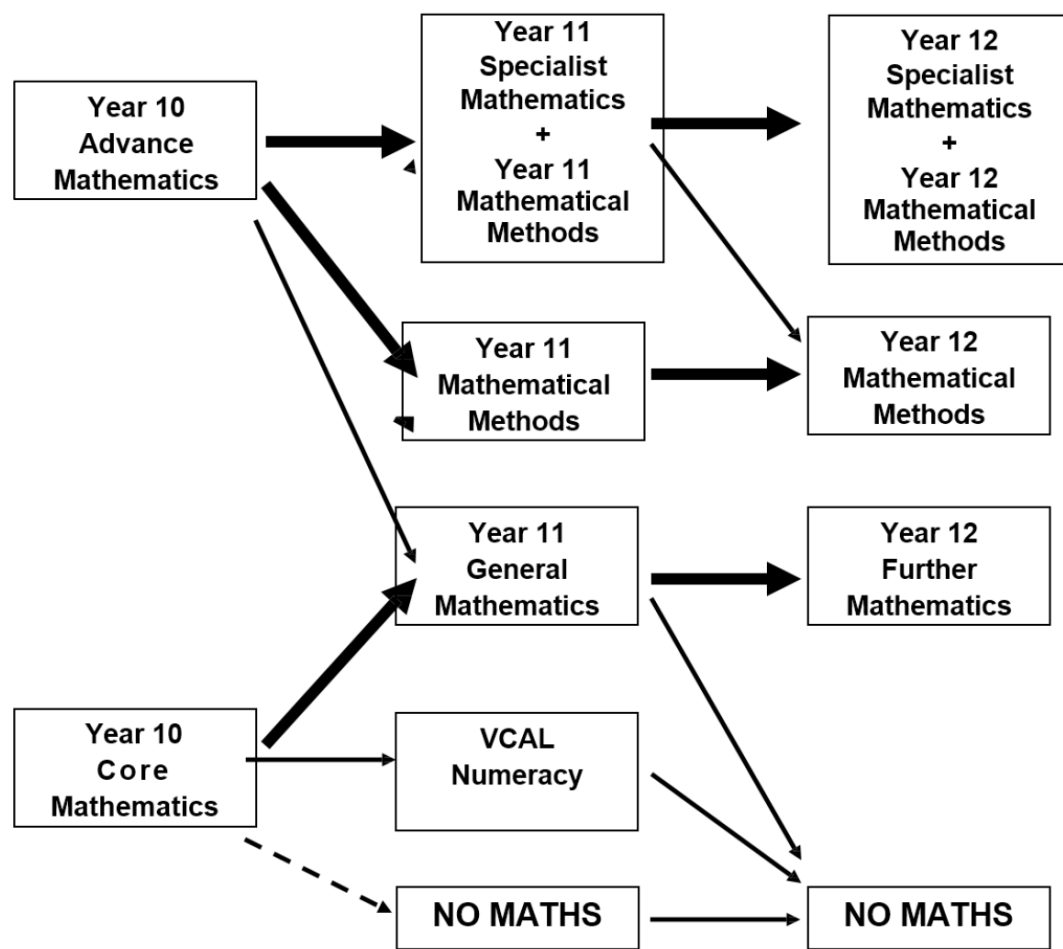 Year 10
Advance
Mathematics
Year 11
Specialist
Mathematics
+
Year 11
Mathematical
Methods
Year 12
Specialist
Mathematics
+
Year 12
Mathematical
Methods
Year 11
Mathematical
Methods
Year 12
Mathematical
Methods
Year 11
General
Mathematics
Year 12
Further
Mathematics
Year 10
Core
Mathematics
VCAL
Numeracy
NO MATHS
NO MATHS